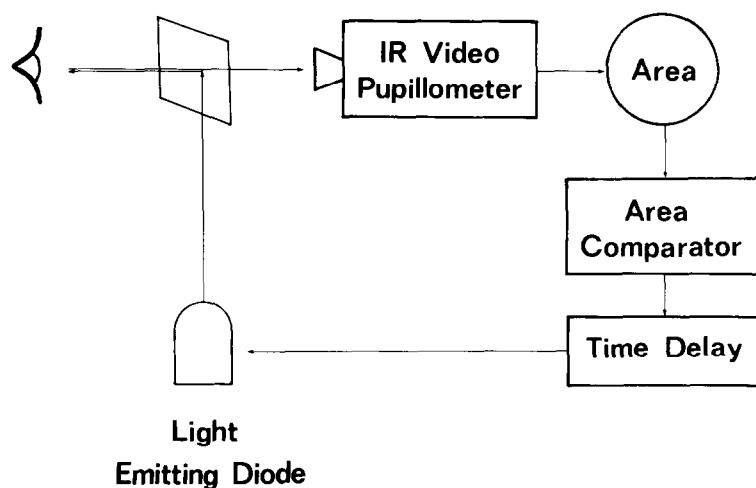 IR Video
Pupillometer
Area
Area
Comparator
Time Delay
Light
Emitting Diode